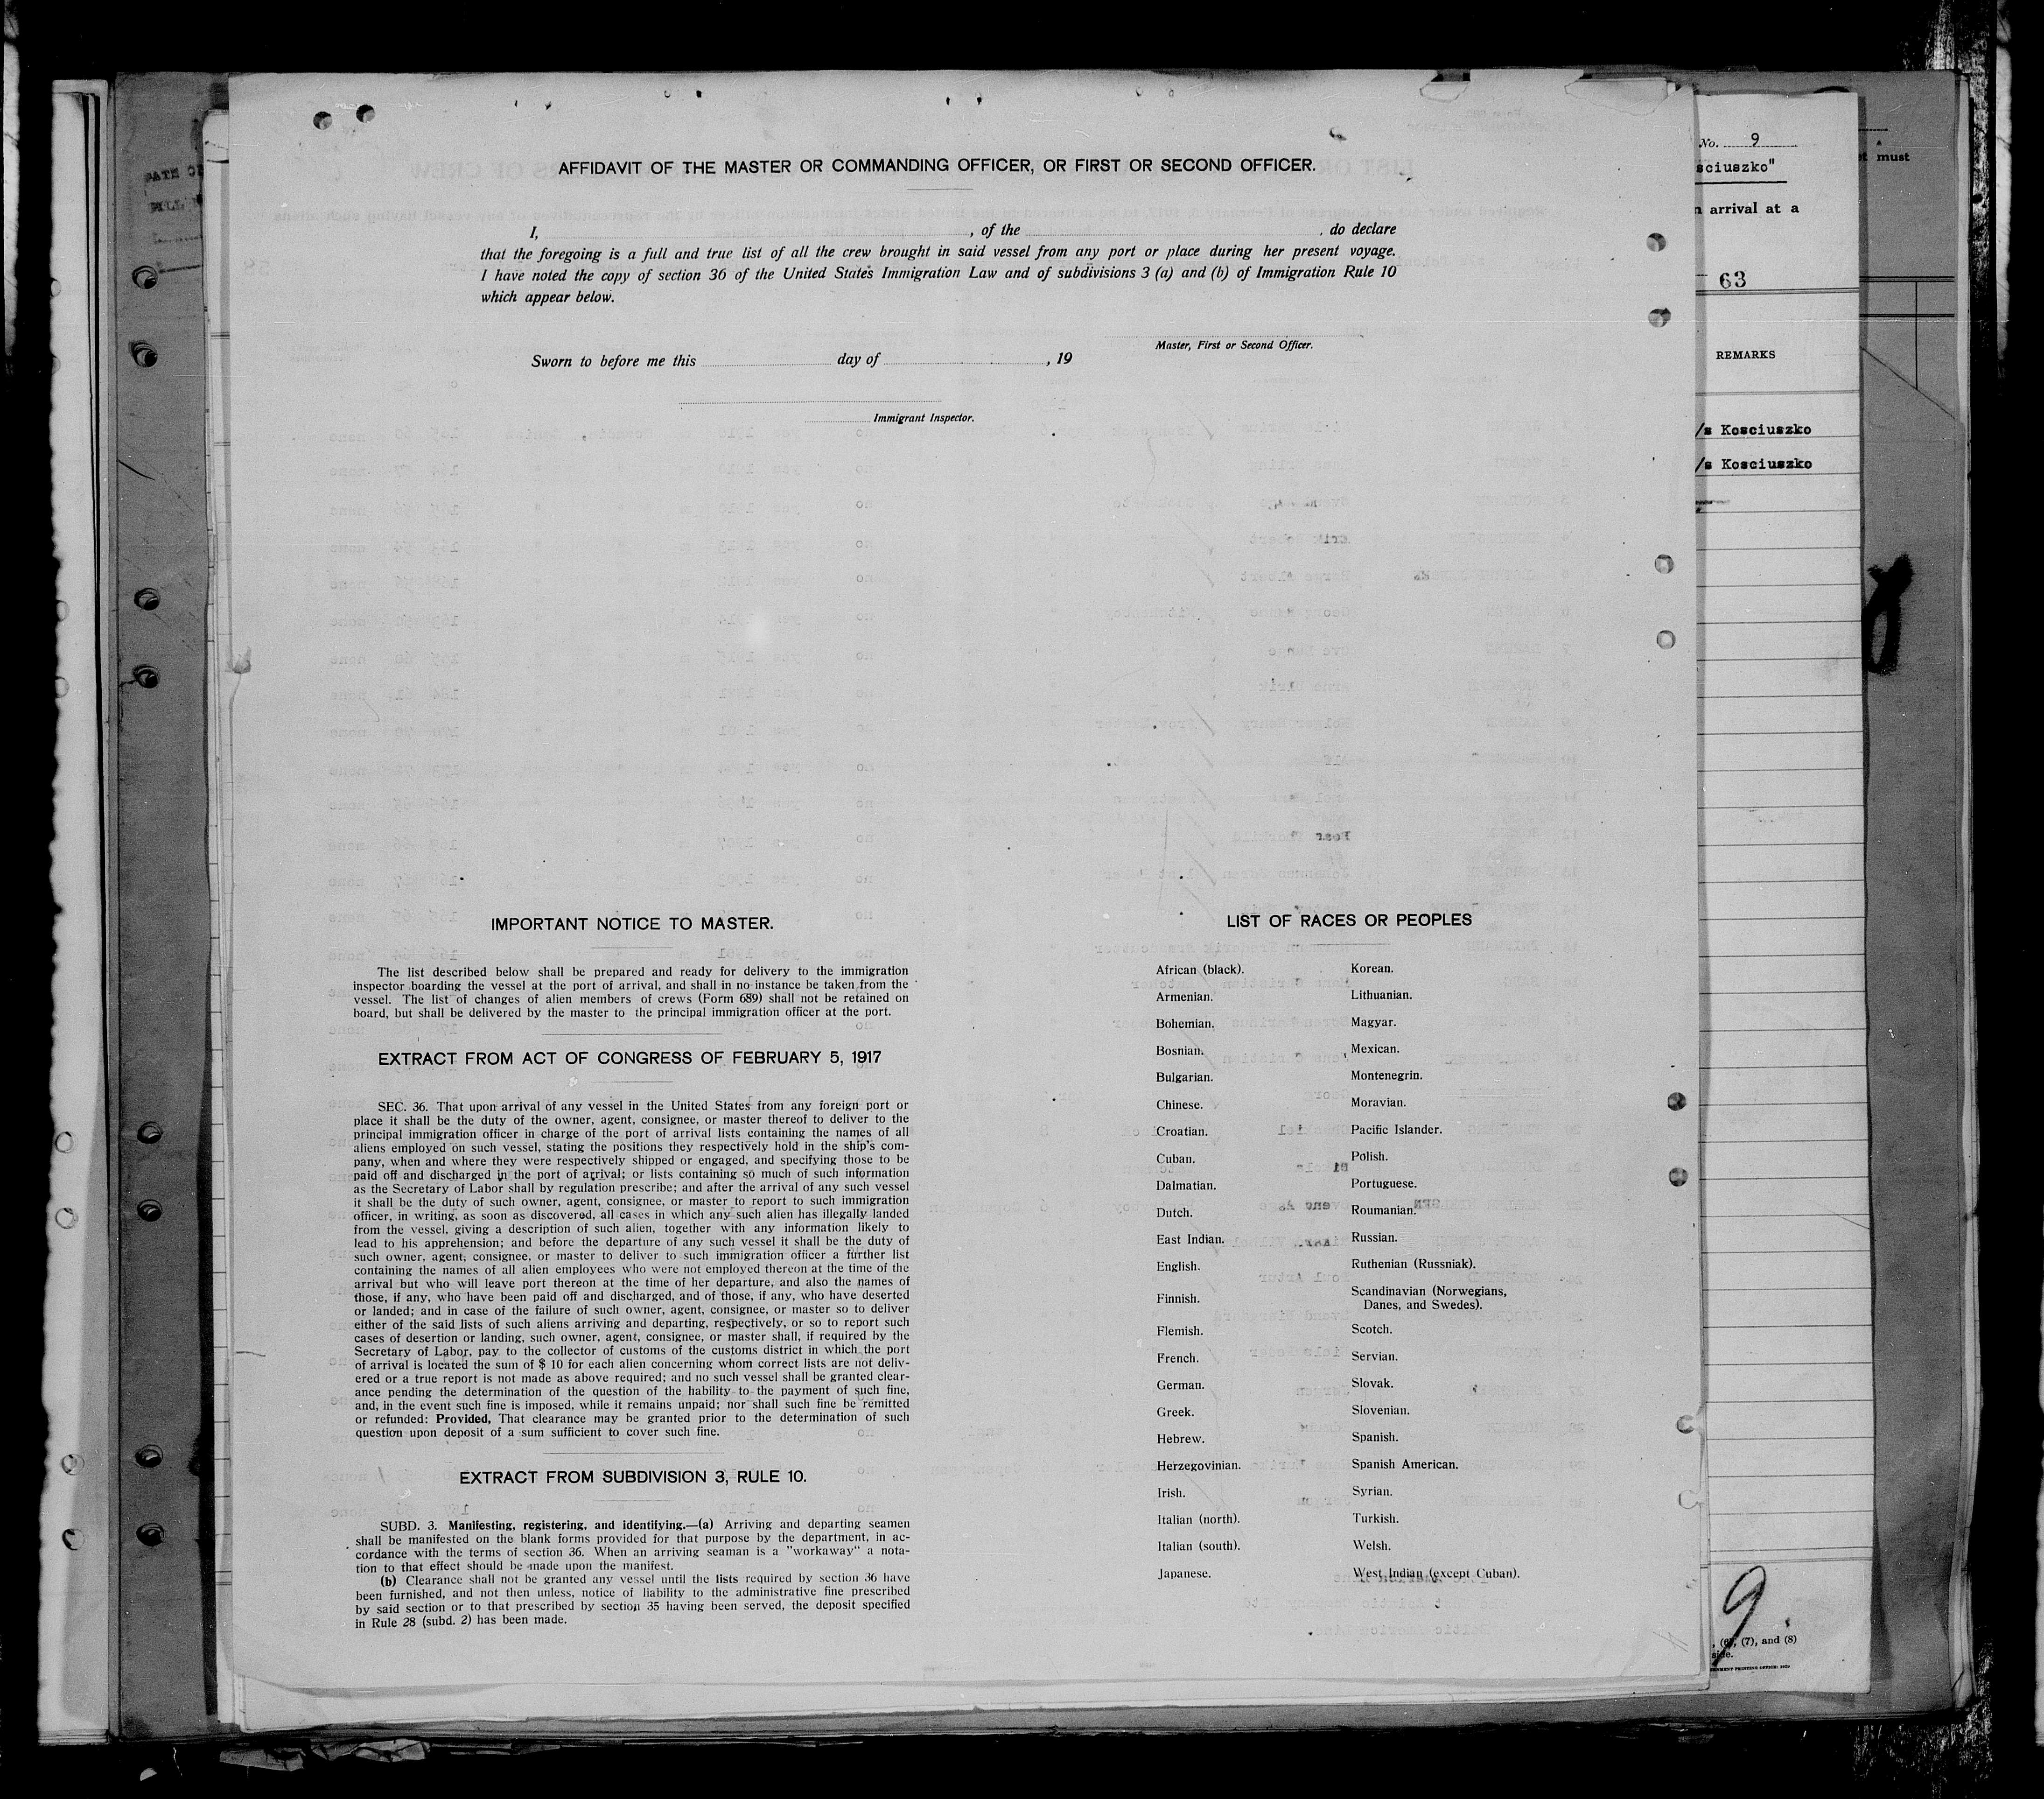 AFFIDAVIT OF THE MASTER OR COMMANDING OFFICER, OR FIRST OR SECOND OFFICER.
I, , of the , do declare
that the foregoing is a full and true list of all the crew brought in said vessel from any port or place during her present voyage.
I have noted the copy of section 36 of the United States Immigration Law and of subdivisions 3 (a) and (b) of Immigration Rule 10
which appear below.
Master, First or Second Officer.
Sworn to before me this day of , 19
Immigrant Inspector.
IMPORTANT NOTICE TO MASTER.
The list described below shall be prepared and ready for delivery to the immigration
inspector boarding the vessel at the port of arrival, and shall in no instance be taken from the
vessel. The list of changes of alien members of crews (Form 689) shall not be retained on
board, but shall be delivered by the master to the principal immigration officer at the port.
EXTRACT FROM ACT OF CONGRESS OF FEBRUARY 5, 1917
SEC. 36. That upon arrival of any vessel in the United States from any foreign port or
place it shall be the duty of the owner, agent, consignee, or master thereof to deliver to the
principal immigration officer in charge of the port of arrival lists containing the names of all
aliens employed on such vessel, stating the positions they respectively hold in the ship's com-
pany, when and where they were respectively shipped or engaged, and specifying those to be
paid off and discharged in the port of arrival; or lists containing so much of such information
as the Secretary of Labor shall by regulation prescribe; and after the arrival of any such vessel
it shall be the duty of such owner, agent, consignee, or master to report to such immigration
officer, in writing, as soon as discovered, all cases in which any such alien has illegally landed
from the vessel, giving a description of such alien, together with any information likely to
lead to his apprehension; and before the departure of any such vessel it shall be the duty of
such owner, agent, consignee, or master to deliver to such immigration officer a further list
containing the names of all alien employees who were not employed thereon at the time of the
arrival but who will leave port thereon at the time of her departure, and also the names of
those, if any, who have been paid off and discharged, and of those, if any, who have deserted
or landed; and in case of the failure of such owner, agent, consignee, or master so to deliver
either of the said lists of such aliens arriving and departing, respectively, or so to report such
cases of desertion or landing, such owner, agent, consignee, or master shall, if required by the
Secretary of Labor, pay to the collector of customs of the customs district in which the port
of arrival is located the sum of $ 10 for each alien concerning whom correct lists are not deliv-
ered or a true report is not made as above required; and no such vessel shall be granted clear-
ance pending the determination of the question of the hability to the payment of such fine,
and, in the event such fine is imposed, while it remains unpaid; nor shall such fine be remitted
or refunded: Provided, That clearance may be granted prior to the determination of such
question upon deposit of a sum sufficient to cover such fine.
EXTRACT FROM SUBDIVISION 3, RULE 10.
SUBD. 3. Manifesting, registering, and identifying.—(a) Arriving and departing seamen
shall be manifested on the blank forms provided for that purpose by the department, in ac-
cordance with the terms of section 36. When an arriving seaman is a "workaway" a nota-
tion to that effect should be made upon the manifest.
(b) Clearance shall not be granted any vessel until the lists required by section 36 have
been furnished, and not then unless, notice of liability to the administrative fine prescribed
by said section or to that prescribed by section 35 having been served, the deposit specified
in Rule 28 (subd. 2) has been made.
LIST OF RACES OR PEOPLES
African (black).
Armenian.
Bohemian.
Bosnian.
Bulgarian.
Chinese.
Croatian.
Cuban.
Dalmatian.
Dutch.
East Indian.
English.
Finnish.
Flemish.
French.
German.
Greek.
Hebrew.
Herzegovinian.
Irish.
Italian (north).
Italian (south).
Japanese.
Korean.
Lithuanian.
Magyar.
Mexican.
Montenegrin.
Moravian.
Pacific Islander.
Polish.
Portuguese.
Roumanian.
Russian.
Ruthenian (Russniak).
Scandinavian (Norwegians,
Danes, and Swedes).
Scotch.
Servian.
Slovak.
Slovenian.
Spanish.
Spanish American.
Syrian.
Turkish.
Welsh.
West Indian (except Cuban).
No. 9
sciuszko"
arrival at a
63
REMARKS
/s Kosciuszko
/s Kosciuszko
9
, (6), (7), and (8)
side.
must